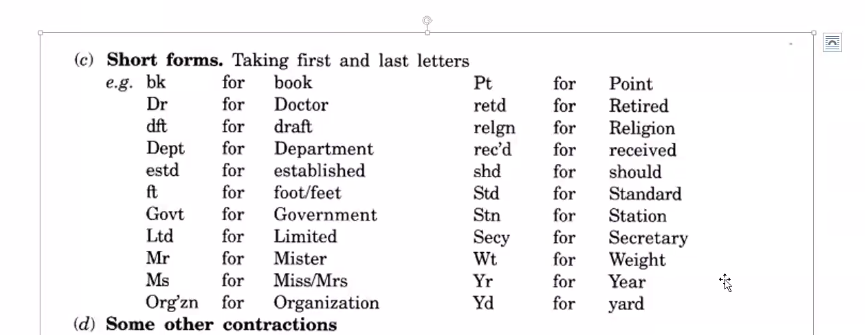 (c) Short forms. Taking first and last letters
e.g. bk for book Pt for Point
Dr for Doctor retd for Retired
dft for draft relgn for Religion
Dept for Department rec'd for received
estd for established shd for should
ft for foot/feet Std for Standard
Govt for Government Stn for Station
Ltd for Limited Secy for Secretary
Mr for Mister Wt for Weight
Ms for Miss/Mrs Yr for Year
Org'zn for Organization Yd for yard
(d) Some other contractions